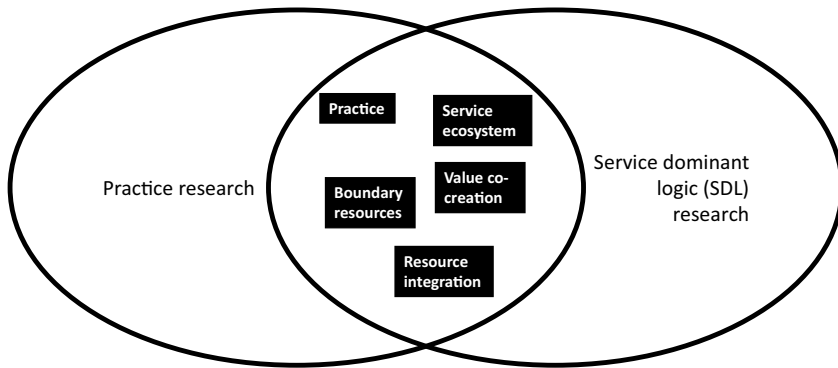 Practice research
Practice
Service
ecosystem
Boundary
resources
Value co-
creation
Resource
integration
Service dominant
logic (SDL)
research